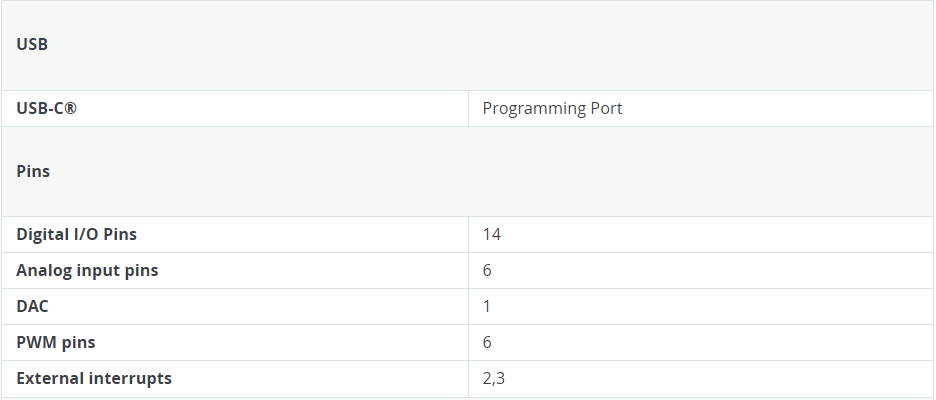 USB
USB-C® Programming Port
Pins
Digital I/O Pins 14
Analog input pins 6
DAC 1
PWM pins 6
External interrupts 2,3